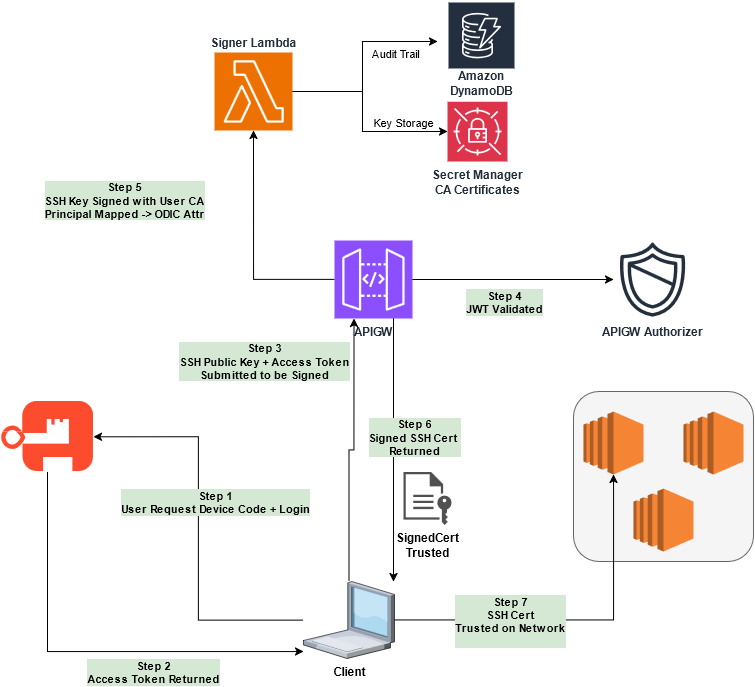 Signer Lambda
Audit Trail
Amazon
DynamoDB
Key Storage
Secret Manager
CA Certificates
Step 5
SSH Key Signed with User CA
Principal Mapped -> ODIC Attr
Step 4
JWT Validated
APIGW
APIGW Authorizer
Step 3
SSH Public Key + Access Token
Submitted to be Signed
Step 6
Signed SSH Cert
Returned
Step 1
User Request Device Code + Login
SignedCert
Trusted
Step 7
SSH Cert
Trusted on Network
Step 2
Access Token Returned
Client